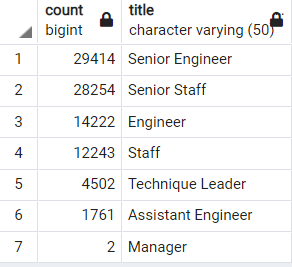 count title
bigint character varying (50)
1 29414 Senior Engineer
2 28254 Senior Staff
3 14222 Engineer
4 12243 Staff
5 4502 Technique Leader
6 1761 Assistant Engineer
7 2 Manager